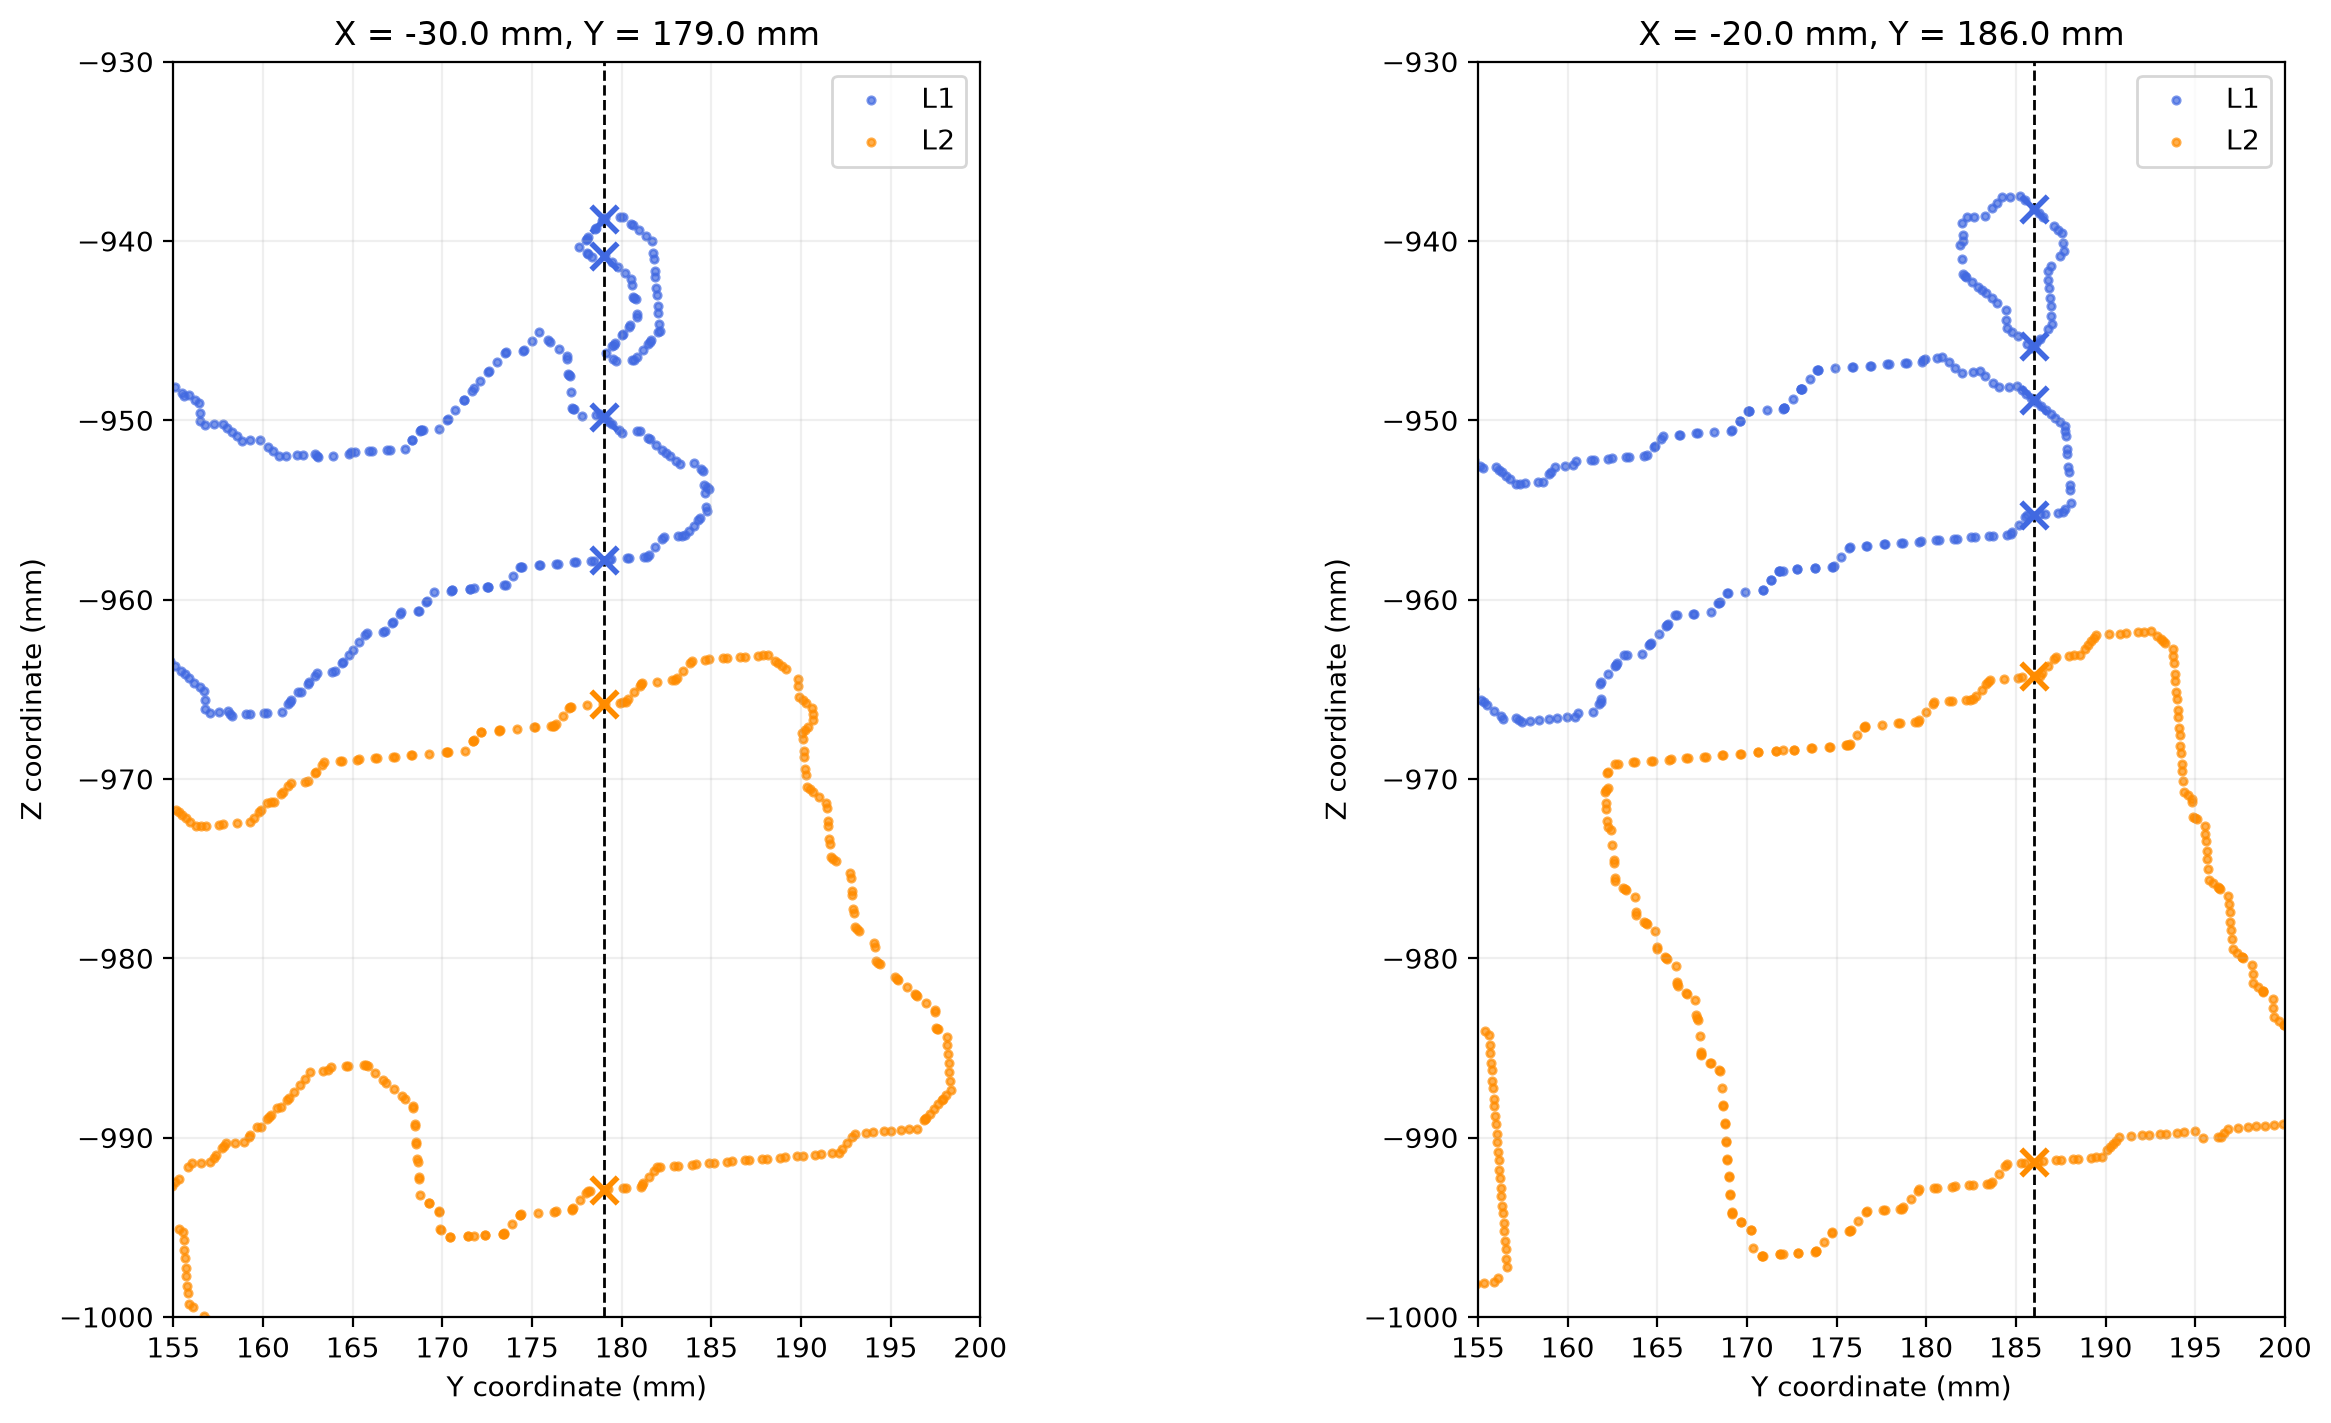 X = -30.0 mm, Y = 179.0 mm
L1
L2
Z coordinate (mm)
−930
−940
−950
−960
−970
−980
−990
−1000
155 160 165 170 175 180 185 190 195 200
Y coordinate (mm)
X = -20.0 mm, Y = 186.0 mm
L1
L2
Z coordinate (mm)
−930
−940
−950
−960
−970
−980
−990
−1000
155 160 165 170 175 180 185 190 195 200
Y coordinate (mm)